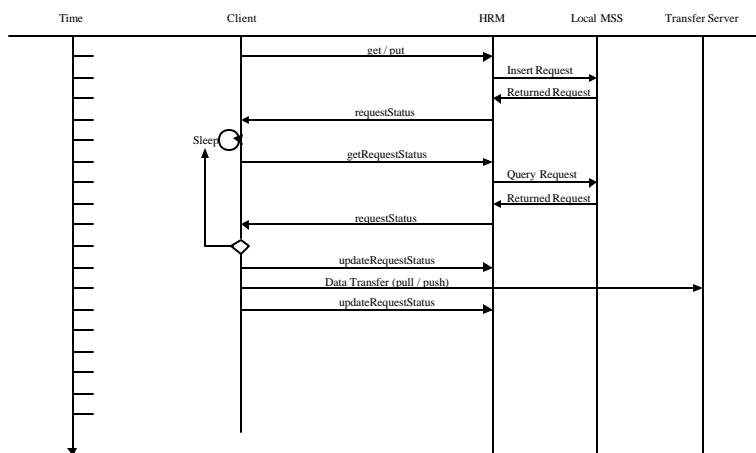 Time Client HRM Local MSS Transfer Server
get / put
Insert Request
Returned Request
requestStatus
Sleep
getRequestStatus
Query Request
Returned Request
requestStatus
updateRequestStatus
Data Transfer (pull / push)
updateRequestStatus